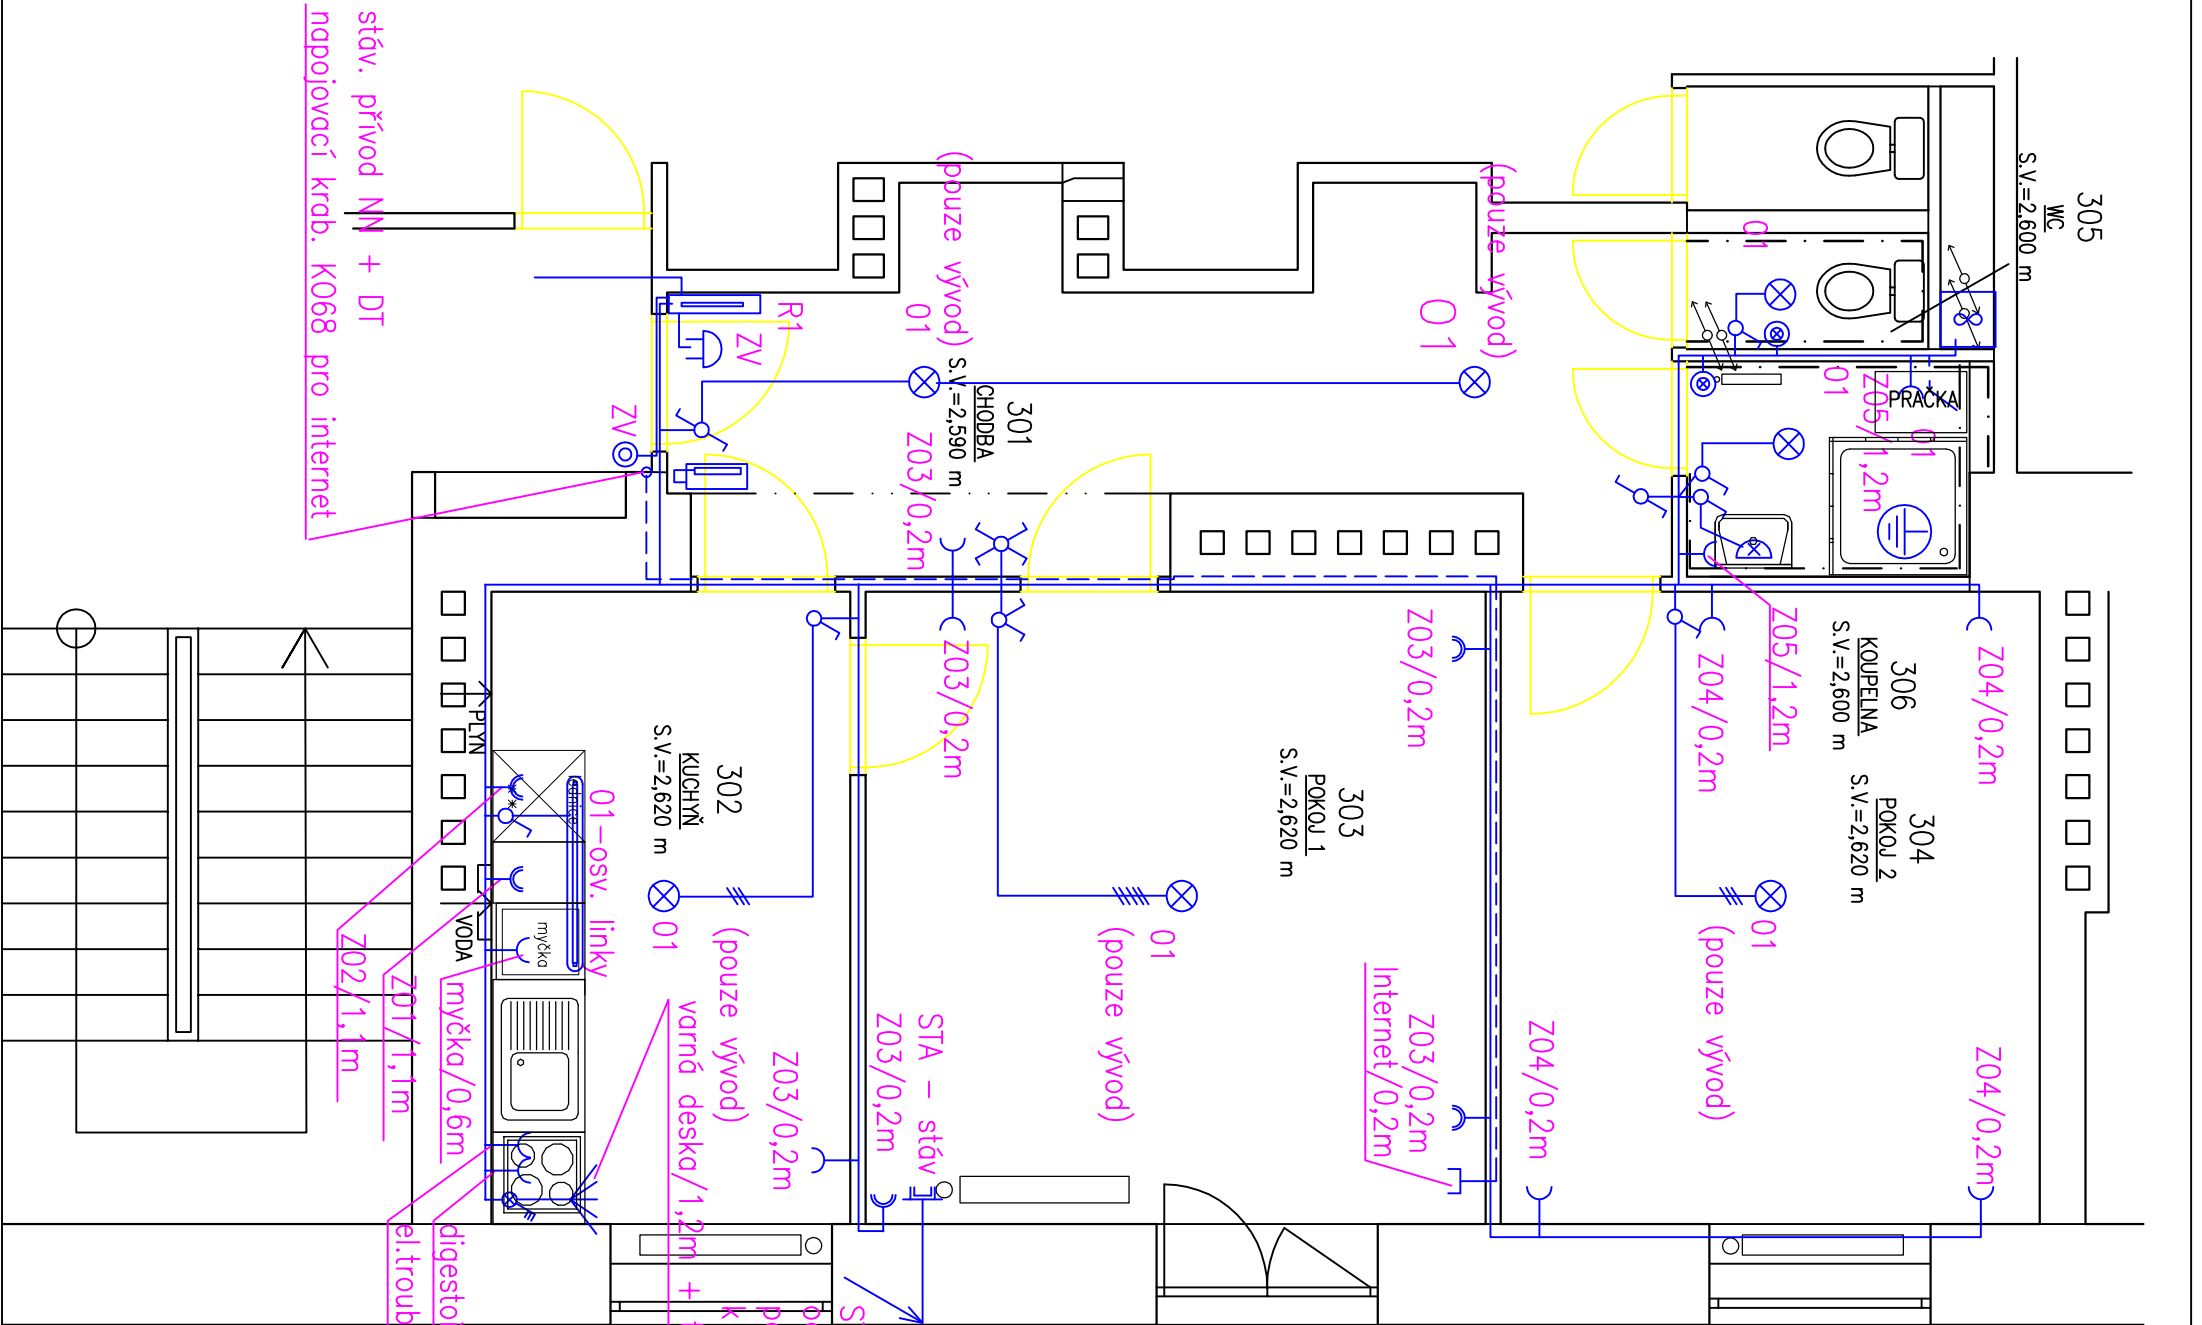 stáv. přívod NN + DT
napojovací krab. KO68 pro internet
(pouze vývod)
(pouze vývod)
01
01
R1
ZV
ZV
301
CHODBA
S.V.=2,590 m
Z03/0,2m
Z03/0,2m
305
WC
S.V.=2,600 m
01
01
01
Z05/1,2m
PRAČKA
Z05/1,2m
306
KOUPELNA
S.V.=2,600 m
304
POKOJ 2
S.V.=2,620 m
Z04/0,2m
Z04/0,2m
Z04/0,2m
Z04/0,2m
01
(pouze vývod)
303
POKOJ 1
S.V.=2,620 m
Z03/0,2m
01
(pouze vývod)
Z03/0,2m
Internet/0,2m
STA - stáv
Z03/0,2m
302
KUCHYŇ
S.V.=2,620 m
01
(pouze vývod)
Z03/0,2m
01-osv. linky
PLYN
VODA
myčka
Z02/1,1m
Z01/1,1m
myčka/0,6m
varná deska/1,2m +
digesto
el.troub